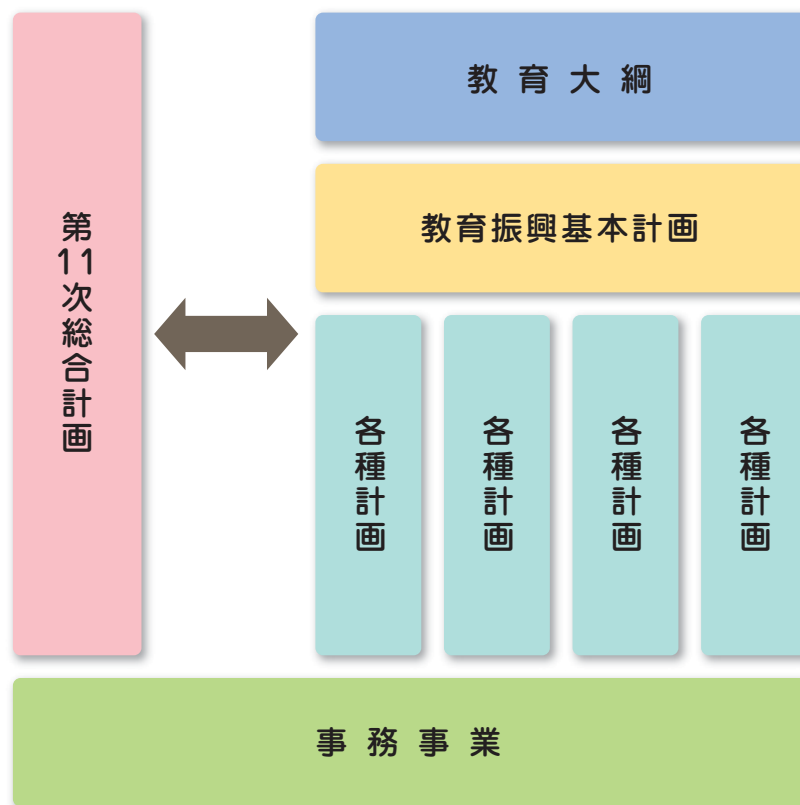 第11次総合計画
教育大綱
教育振興基本計画
各種計画
各種計画
各種計画
各種計画
事務事業